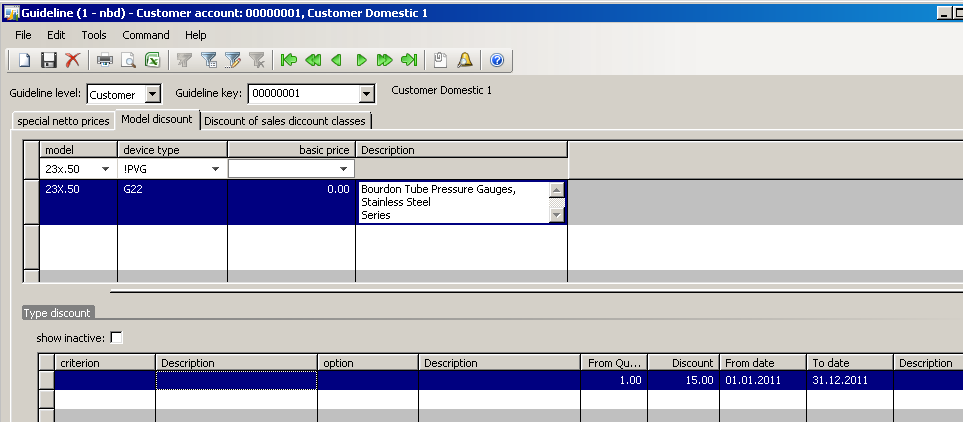 Guideline (1 - nbd) - Customer account: 00000001, Customer Domestic 1
File Edit Tools Command Help
Guideline level: Customer Guideline key: 00000001 Customer Domestic 1
special netto prices Model dicsount Discount of sales diccount classes
model device type basic price Description
23x.50 !PVG
23X.50 G22 0.00 Bourdon Tube Pressure Gauges,
Stainless Steel
Series
Type discount
show inactive:
criterion Description option Description From Qu... Discount From date To date Description
1.00 15.00 01.01.2011 31.12.2011